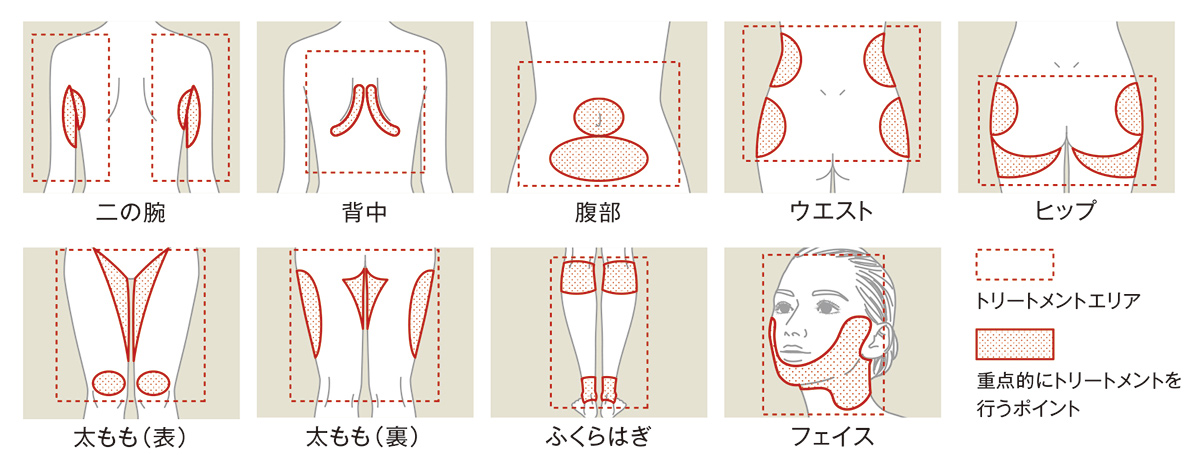 二の腕
背中
腹部
ウエスト
ヒップ
太もも（表）
太もも（裏）
ふくらはぎ
フェイス
トリートメントエリア
重点的にトリートメントを
行うポイント